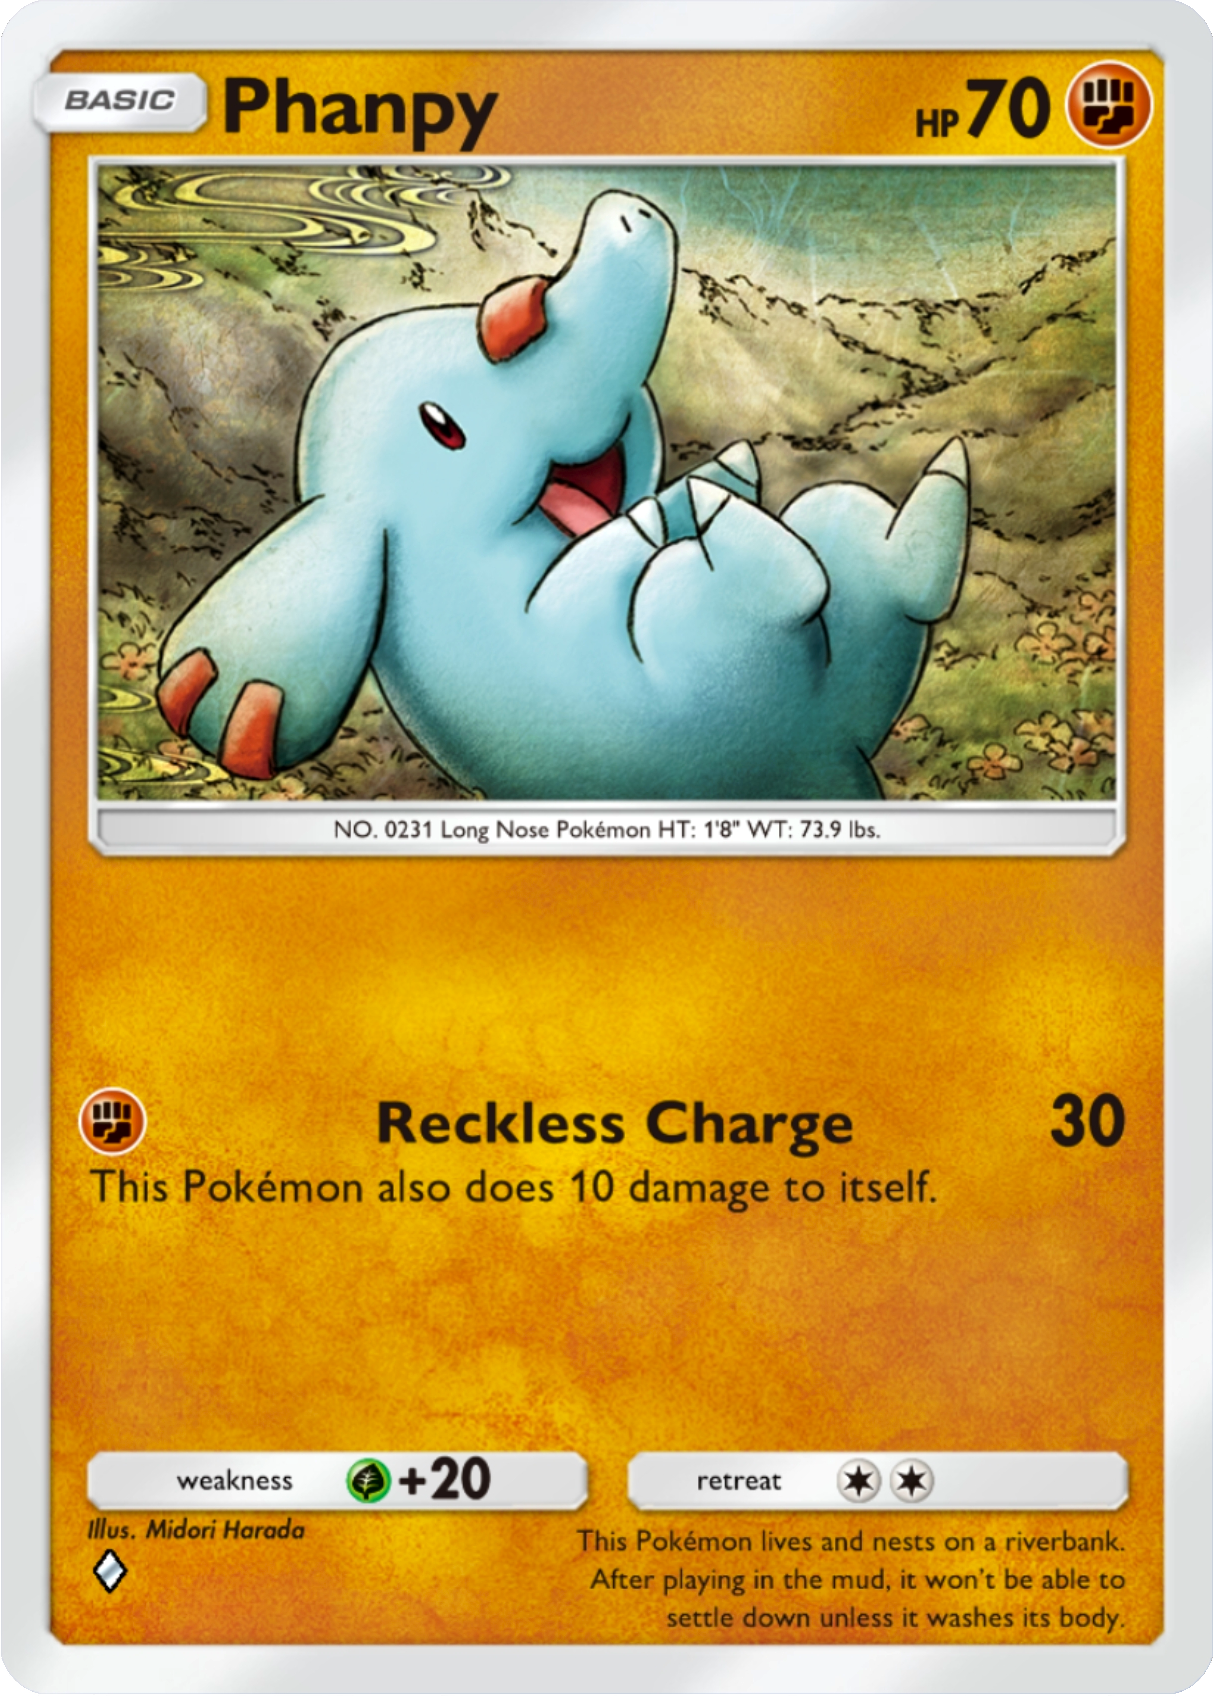 BASIC Phanpy HP 70
NO. 0231 Long Nose Pokémon HT: 1'8" WT: 73.9 lbs.
Reckless Charge 30
This Pokémon also does 10 damage to itself.
weakness +20 retreat
Illus. Midori Harada
This Pokémon lives and nests on a riverbank.
After playing in the mud, it won't be able to
settle down unless it washes its body.